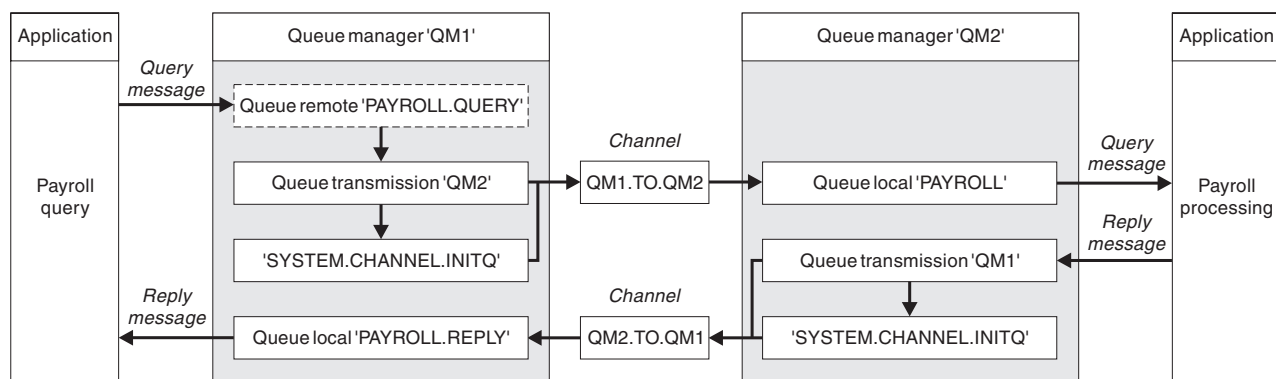 Application
Queue manager 'QM1'
Queue manager 'QM2'
Application
Query
message
Queue remote 'PAYROLL.QUERY'
Channel
Query
message
Payroll
query
Queue transmission 'QM2'
QM1.TO.QM2
Queue local 'PAYROLL'
Payroll
processing
Reply
message
'SYSTEM.CHANNEL.INITQ'
Queue transmission 'QM1'
Reply
message
Channel
Queue local 'PAYROLL.REPLY'
QM2.TO.QM1
'SYSTEM.CHANNEL.INITQ'